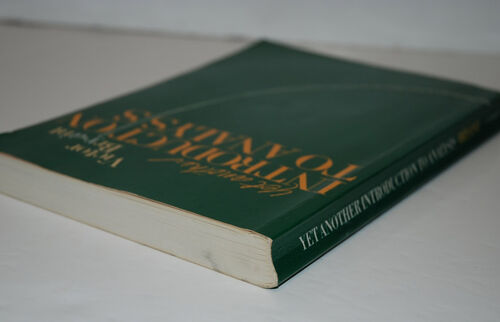 Yet another
INTRODUCTION
TO ANALYSIS
Victor
Bryant
YET ANOTHER INTRODUCTION TO ANALYSIS